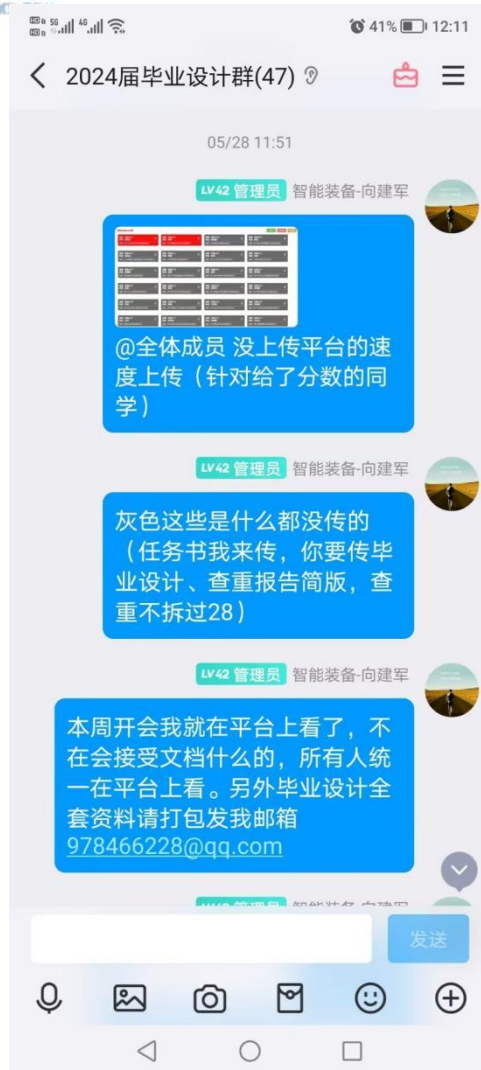 HD 5G 4G 41% 12:11
2024届毕业设计群(47)
05/28 11:51
LV42 管理员 智能装备-向建军
@全体成员 没上传平台的速
度上传（针对给了分数的同
学）
LV42 管理员 智能装备-向建军
灰色这些是什么都没传的
（任务书我来传，你要传毕
业设计、查重报告简版，查
重不拆过28）
LV42 管理员 智能装备-向建军
本周开会我就在平台上看了，不
在会接受文档什么的，所有人统
一在平台上看。另外毕业设计全
套资料请打包发我邮箱
978466228@qq.com
发送